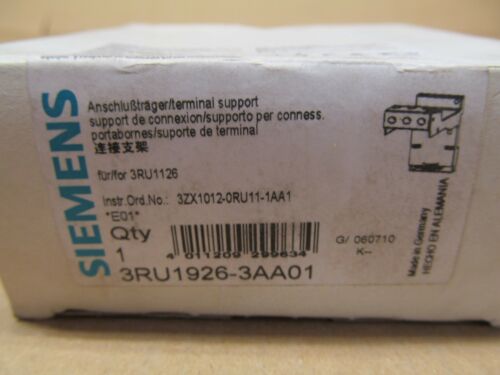 SIEMENS
Anschlußträger/terminal support
support de connexion/supporto per conness.
portabornes/suporte de terminal
连接支架
für/for 3RU1126
Instr.Ord.No.: 3ZX1012-0RU11-1AA1
*E01*
Qty
1
4 011209 299634
3RU1926-3AA01
G/ 060710
K--
Made in Germany
HECHO EN ALEMANIA